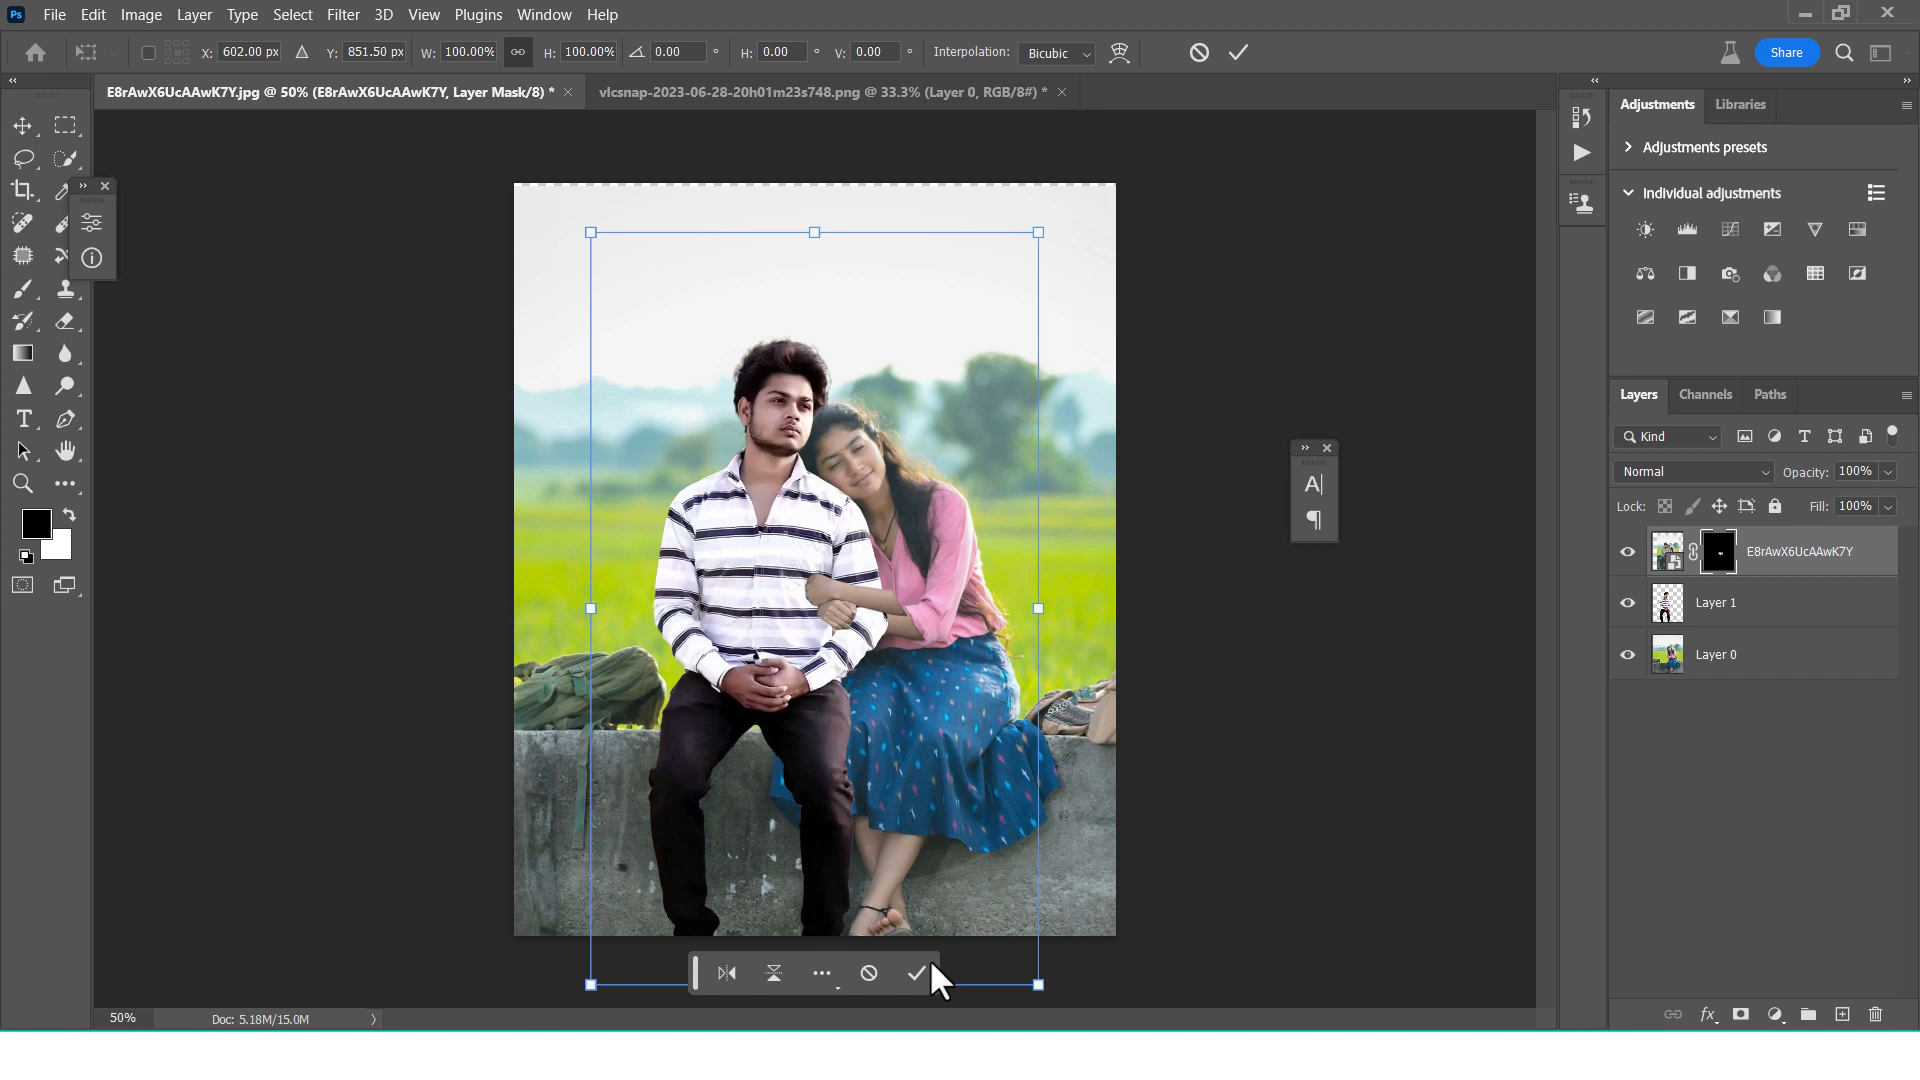 Ps File Edit Image Layer Type Select Filter 3D View Plugins Window Help
X: 602.00 px Y: 851.50 px W: 100.00% H: 100.00% 0.00 ° H: 0.00 ° V: 0.00 ° Interpolation: Bicubic Share
E8rAwX6UcAAwK7Y.jpg @ 50% (E8rAwX6UcAAwK7Y, Layer Mask/8) * vlcsnap-2023-06-28-20h01m23s748.png @ 33.3% (Layer 0, RGB/8#) *
Adjustments Libraries
Adjustments presets
Individual adjustments
Layers Channels Paths
Kind
Normal Opacity: 100%
Lock: Fill: 100%
E8rAwX6UcAAwK7Y
Layer 1
Layer 0
50% Doc: 5.18M/15.0M
fx